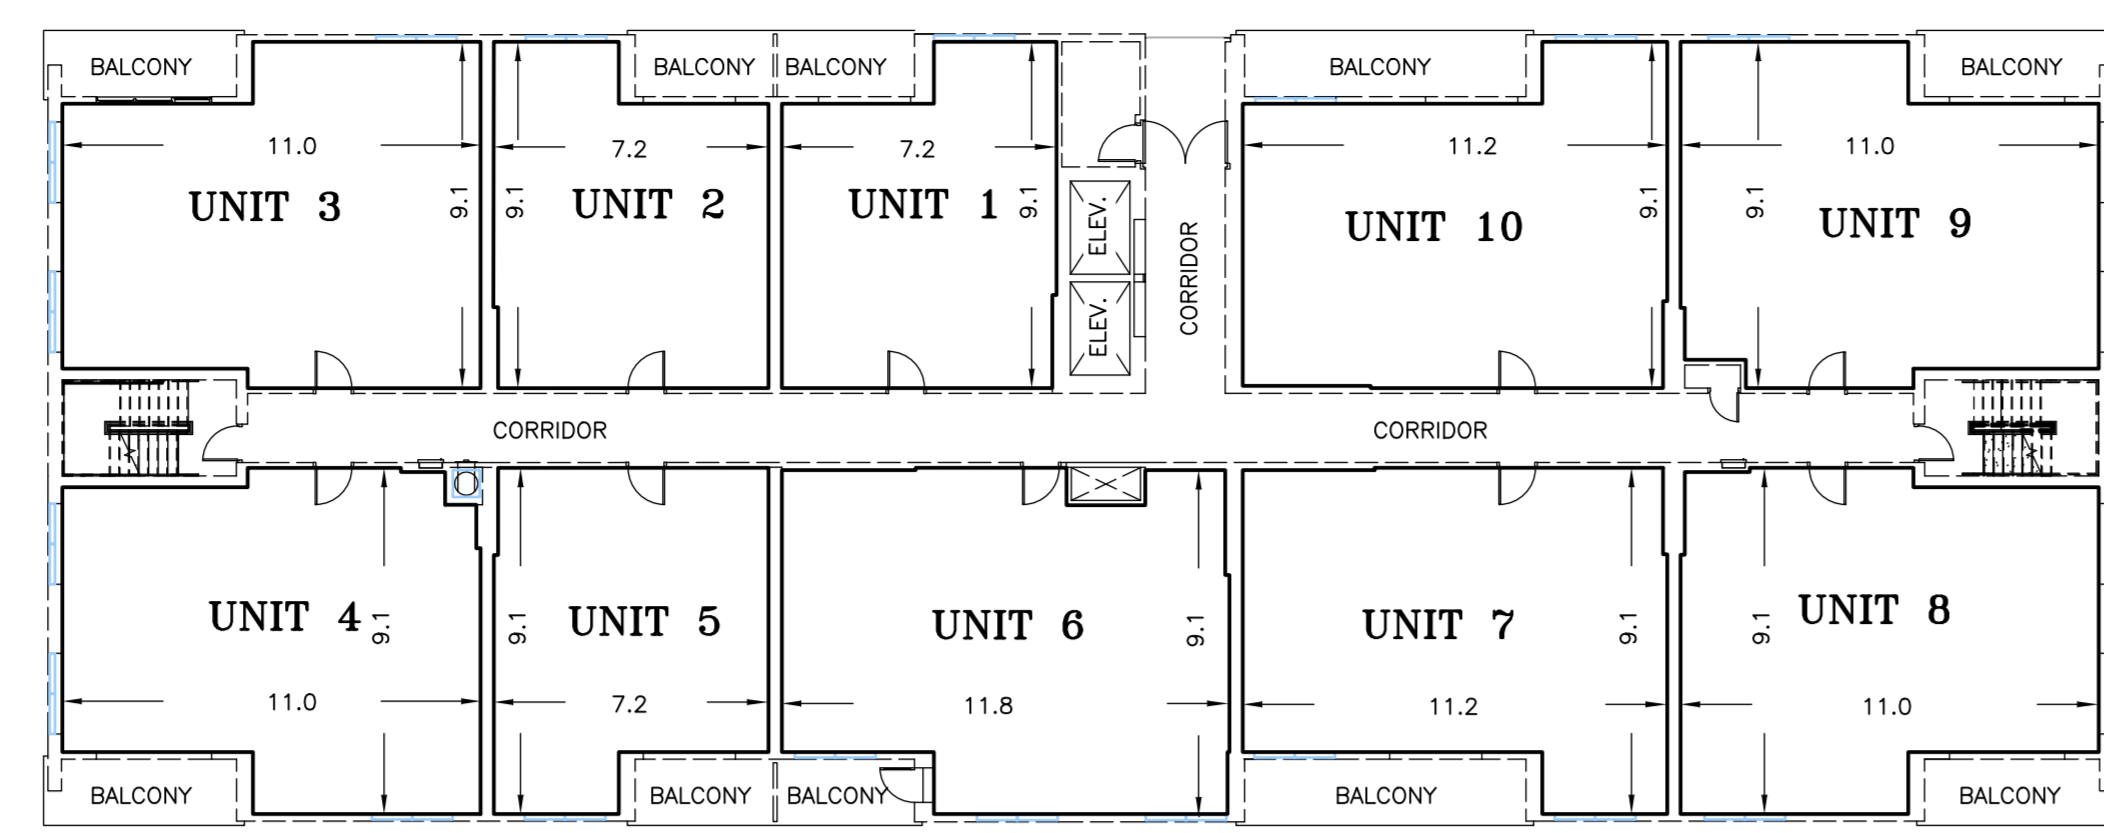 BALCONY
BALCONY
BALCONY
BALCONY
BALCONY
11.0
7.2
7.2
11.2
11.0
UNIT 3
9.1
9.1
UNIT 2
UNIT 1
9.1
ELEV.
ELEV.
CORRIDOR
UNIT 10
9.1
9.1
UNIT 9
CORRIDOR
CORRIDOR
UNIT 4
9.1
9.1
UNIT 5
UNIT 6
9.1
UNIT 7
9.1
9.1
UNIT 8
11.0
7.2
11.8
11.2
11.0
BALCONY
BALCONY
BALCONY
BALCONY
BALCONY